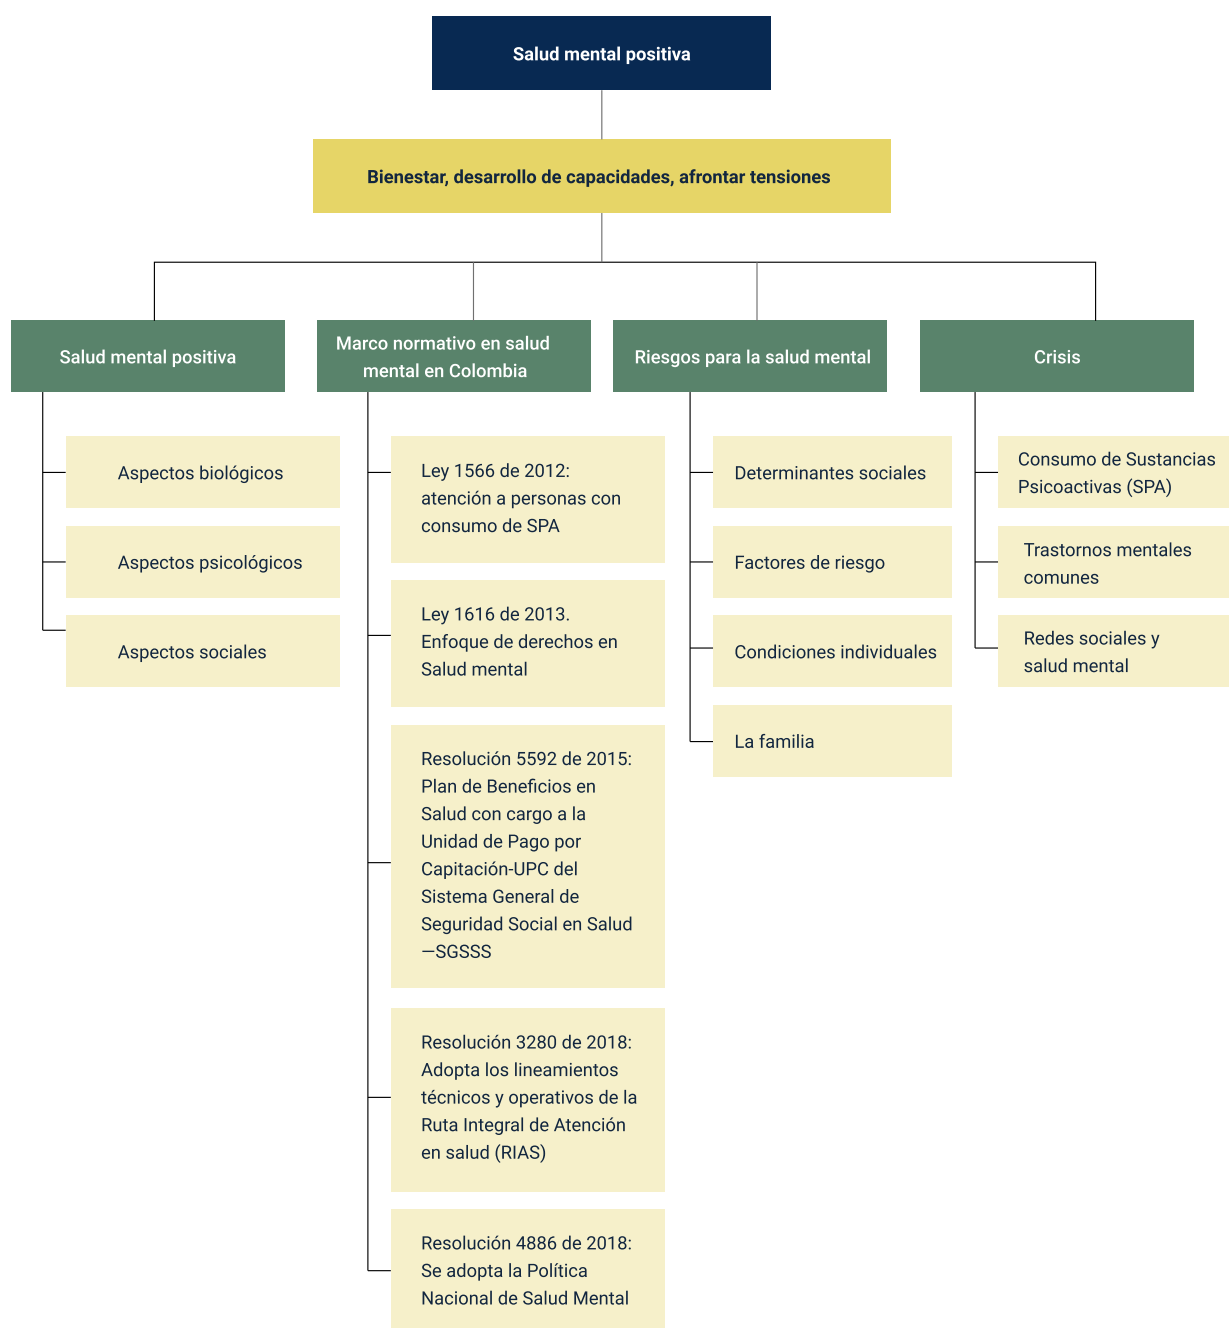 Salud mental positiva
Bienestar, desarrollo de capacidades, afrontar tensiones
Salud mental positiva
Aspectos biológicos
Aspectos psicológicos
Aspectos sociales
Marco normativo en salud
mental en Colombia
Ley 1566 de 2012:
atención a personas con
consumo de SPA
Ley 1616 de 2013.
Enfoque de derechos en
Salud mental
Resolución 5592 de 2015:
Plan de Beneficios en
Salud con cargo a la
Unidad de Pago por
Capitación-UPC del
Sistema General de
Seguridad Social en Salud
—SGSSS
Resolución 3280 de 2018:
Adopta los lineamientos
técnicos y operativos de la
Ruta Integral de Atención
en salud (RIAS)
Resolución 4886 de 2018:
Se adopta la Política
Nacional de Salud Mental
Riesgos para la salud mental
Determinantes sociales
Factores de riesgo
Condiciones individuales
La familia
Crisis
Consumo de Sustancias
Psicoactivas (SPA)
Trastornos mentales
comunes
Redes sociales y
salud mental